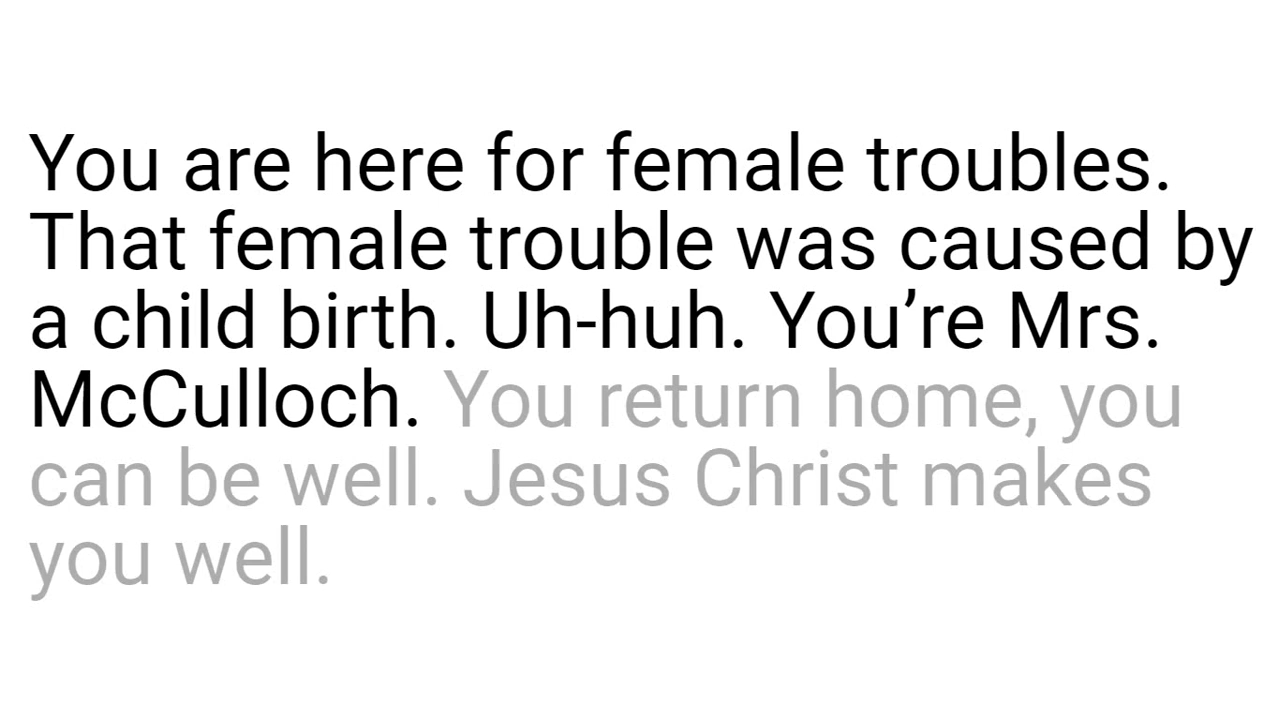 You are here for female troubles.
That female trouble was caused by
a child birth. Uh-huh. You’re Mrs.
McCulloch. You return home, you
can be well. Jesus Christ makes
you well.